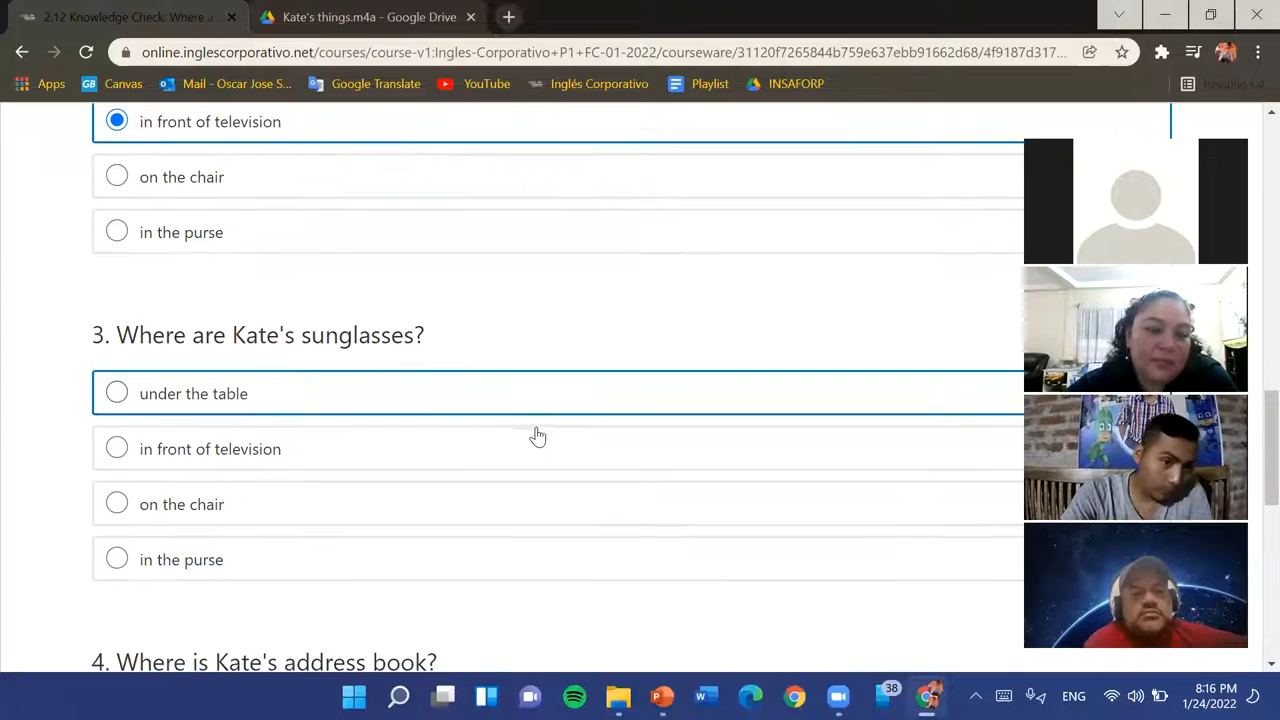 2.12 Knowledge Check: Where a
Kate's things.m4a - Google Drive
online.inglescorporativo.net/courses/course-v1:Ingles-Corporativo+P1+FC-01-2022/courseware/31120f7265844b759e637ebb91662d68/4f9187d317...
Apps
Canvas
Mail - Oscar Jose S...
Google Translate
YouTube
Inglés Corporativo
Playlist
INSAFORP
Reading list
in front of television
on the chair
in the purse
3. Where are Kate's sunglasses?
under the table
in front of television
on the chair
in the purse
4. Where is Kate's address book?
38
ENG
8:16 PM
1/24/2022